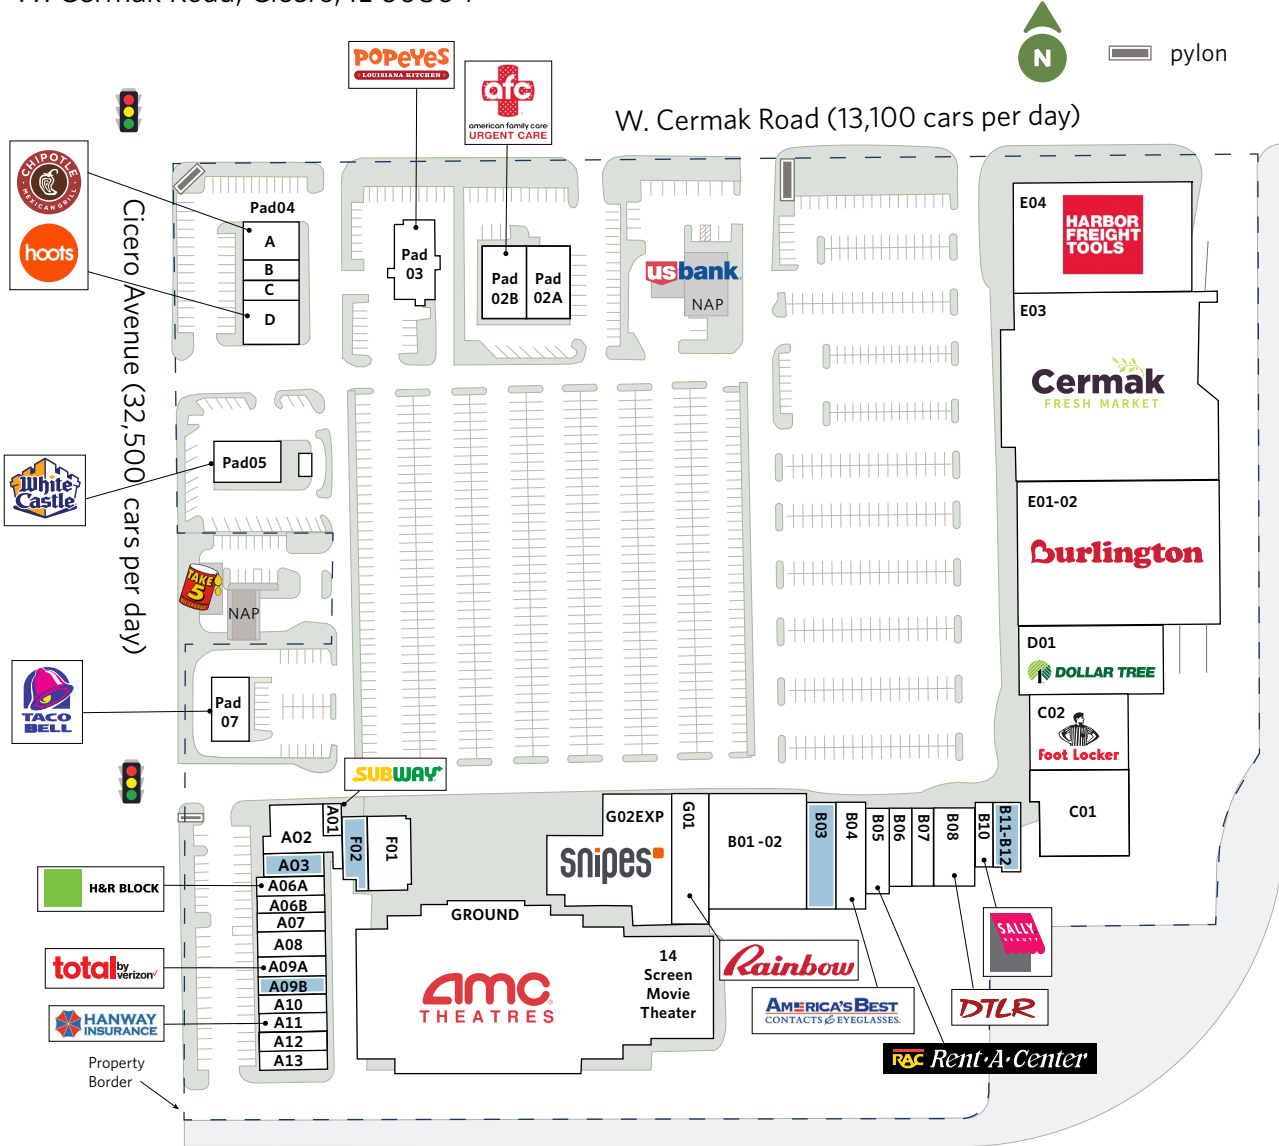 N
pylon
POPEYES
LOUISIANA KITCHEN
afc
american family care
URGENT CARE
W. Cermak Road (13,100 cars per day)
CHIPOTLE
MEXICAN GRILL
hoots
Cicero Avenue (32,500 cars per day)
Pad04
A
B
C
D
Pad
03
Pad
02B
Pad
02A
usbank
NAP
E04
HARBOR
FREIGHT
TOOLS
E03
Cermak
FRESH MARKET
E01-02
Burlington
D01
DOLLAR TREE
C02
Foot Locker
C01
White
Castle
Pad05
TAKE
5
NAP
TACO
BELL
Pad
07
SUBWAY
A01
A02
A03
F02
F01
H&R BLOCK
A06A
A06B
A07
A08
total by verizon
A09A
A09B
A10
HANWAY
INSURANCE
A11
A12
A13
Property
Border
G02EXP
snipes
G01
B01-02
B03
B04
B05
B06
B07
B08
B10
B11-B12
GROUND
amc
THEATRES
14
Screen
Movie
Theater
Rainbow
AMERICA'S BEST
CONTACTS & EYEGLASSES
SALLY
BEAUTY
DTLR
RAC Rent-A-Center